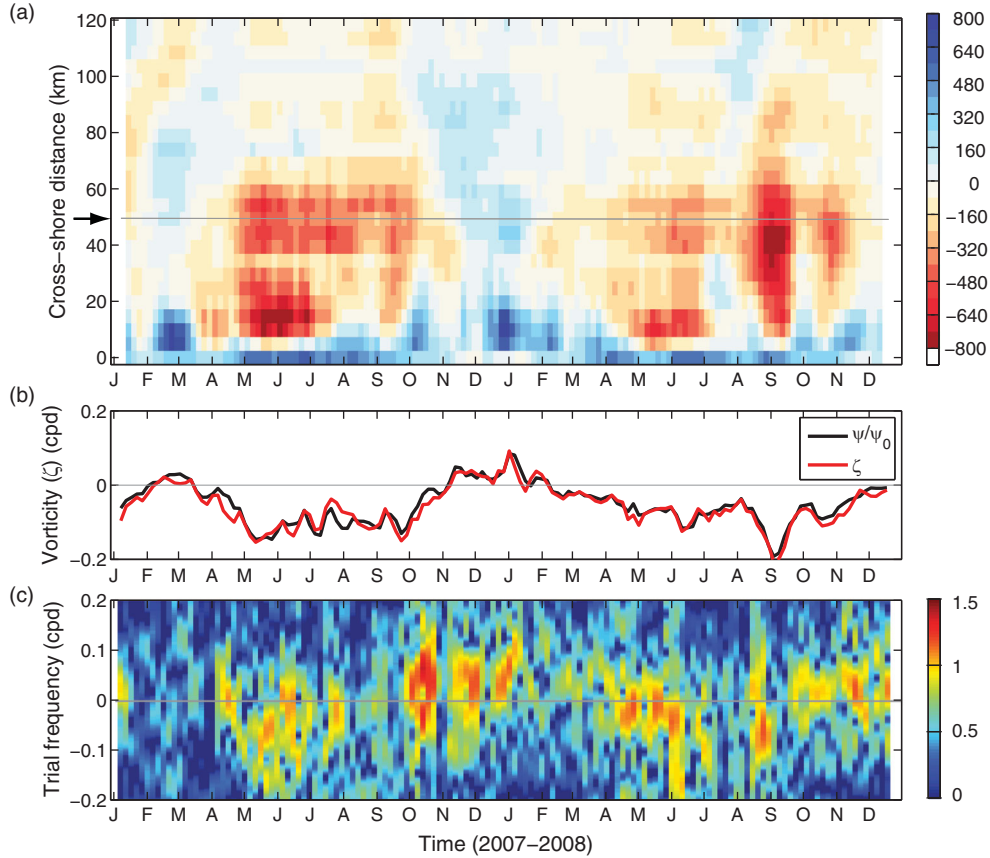 (a)
Cross−shore distance (km)
120
100
80
60
40
20
0
J F M A M J J A S O N D J F M A M J J A S O N D
800
640
480
320
160
0
−160
−320
−480
−640
−800
(b)
Vorticity (ζ) (cpd)
0.2
0
−0.2
ψ/ψ0
ζ
J F M A M J J A S O N D J F M A M J J A S O N D
(c)
Trial frequency (cpd)
0.2
0.1
0
−0.1
−0.2
J F M A M J J A S O N D J F M A M J J A S O N D
1.5
1
0.5
0
Time (2007−2008)